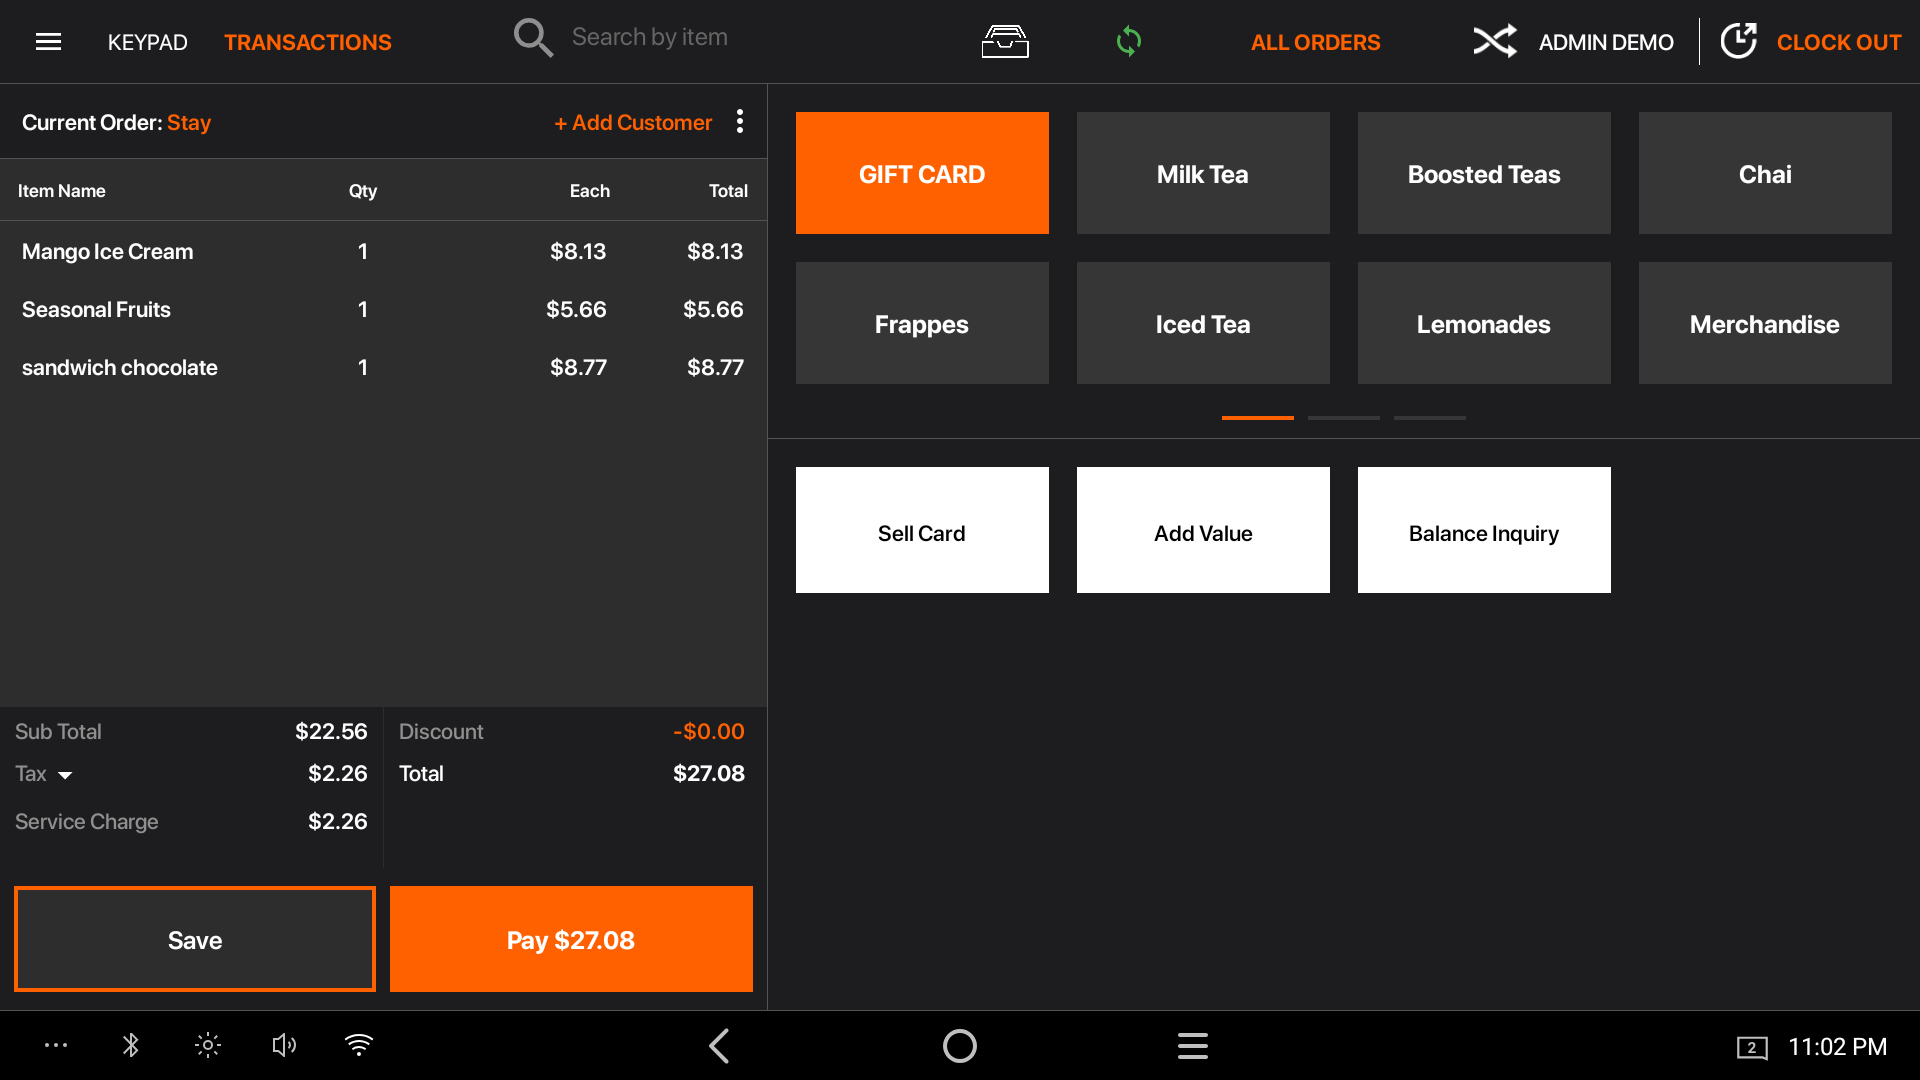 KEYPAD TRANSACTIONS Search by item ALL ORDERS ADMIN DEMO CLOCK OUT
Current Order: Stay + Add Customer
Item Name Qty Each Total
Mango Ice Cream 1 $8.13 $8.13
Seasonal Fruits 1 $5.66 $5.66
sandwich chocolate 1 $8.77 $8.77
Sub Total $22.56 Discount -$0.00
Tax $2.26 Total $27.08
Service Charge $2.26
Save Pay $27.08
GIFT CARD Milk Tea Boosted Teas Chai
Frappes Iced Tea Lemonades Merchandise
Sell Card Add Value Balance Inquiry
2 11:02 PM